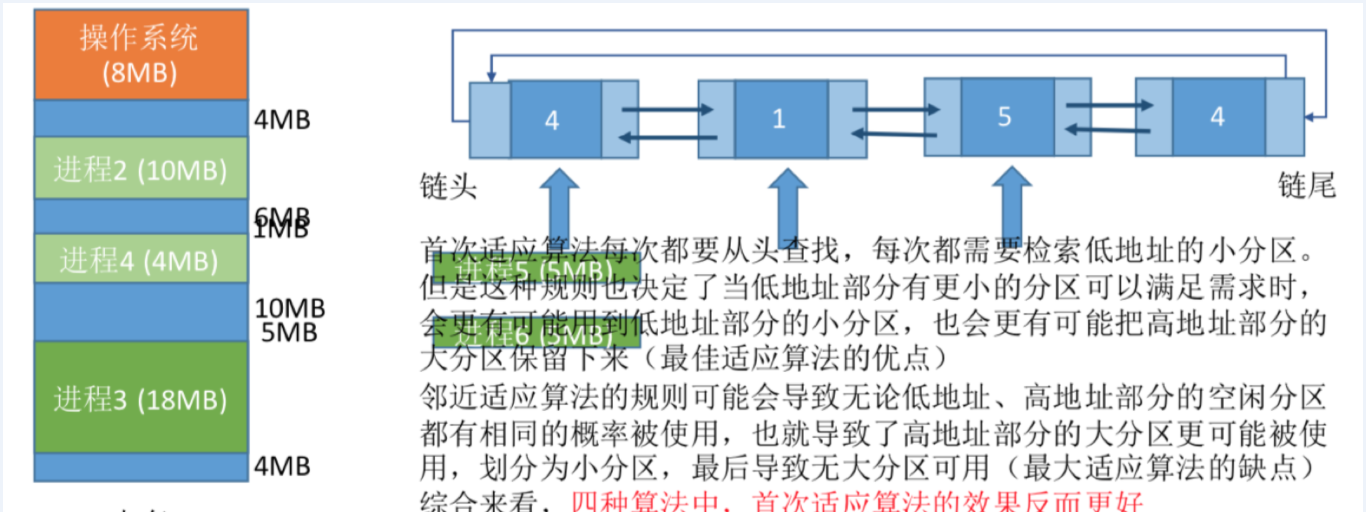 操作系统
(8MB)
4MB
进程2 (10MB)
6MB
1MB
进程4 (4MB)
10MB
5MB
进程3 (18MB)
4MB
4
1
5
4
链头
链尾
首次适应算法每次都要从头查找，每次都需要检索低地址的小分区。
进程5 (5MB)
但是这种规则也决定了当低地址部分有更小的分区可以满足需求时，
会更有可能用到低地址部分的小分区，也会更有可能把高地址部分的
进程6 (5MB)
大分区保留下来（最佳适应算法的优点）
邻近适应算法的规则可能会导致无论低地址、高地址部分的空闲分区
都有相同的概率被使用，也就导致了高地址部分的大分区更可能被使
用，划分为小分区，最后导致无大分区可用（最大适应算法的缺点）
综合来看，四种算法中，首次适应算法的效果反而更好